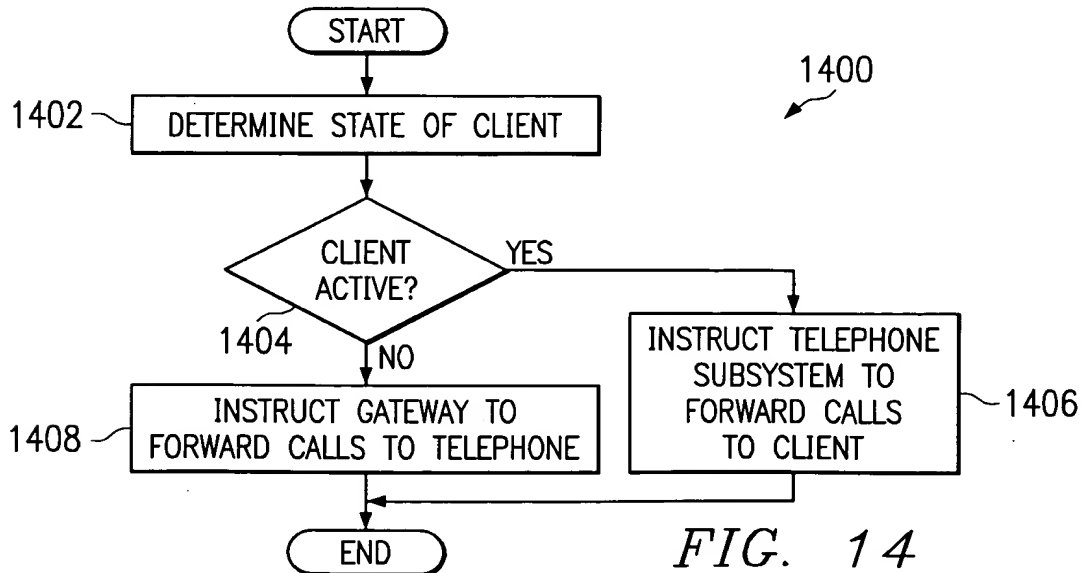 START
1400
1402
DETERMINE STATE OF CLIENT
CLIENT
ACTIVE?
YES
1404
NO
INSTRUCT TELEPHONE
SUBSYSTEM TO
FORWARD CALLS
TO CLIENT
1406
1408
INSTRUCT GATEWAY TO
FORWARD CALLS TO TELEPHONE
END
FIG. 14